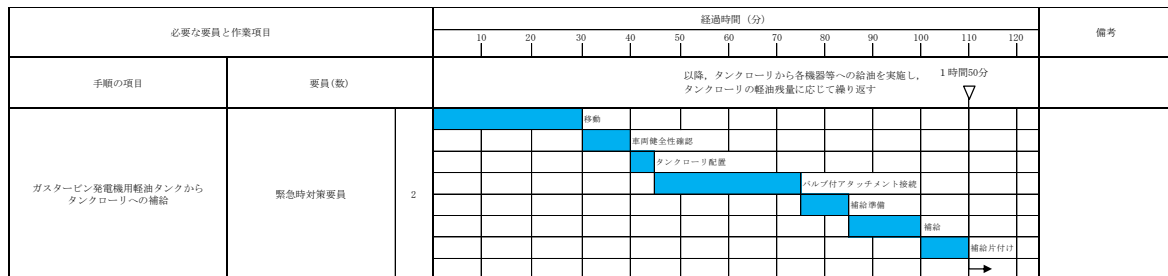 必要な要員と作業項目
経過時間（分）
備考
10 20 30 40 50 60 70 80 90 100 110 120
手順の項目
要員(数)
以降，タンクローリから各機器等への給油を実施し，
タンクローリの軽油残量に応じて繰り返す
1時間50分
ガスタービン発電機用軽油タンクから
タンクローリへの補給
緊急時対策要員
2
移動
車両健全性確認
タンクローリ配置
バルブ付アタッチメント接続
補給準備
補給
補給片付け